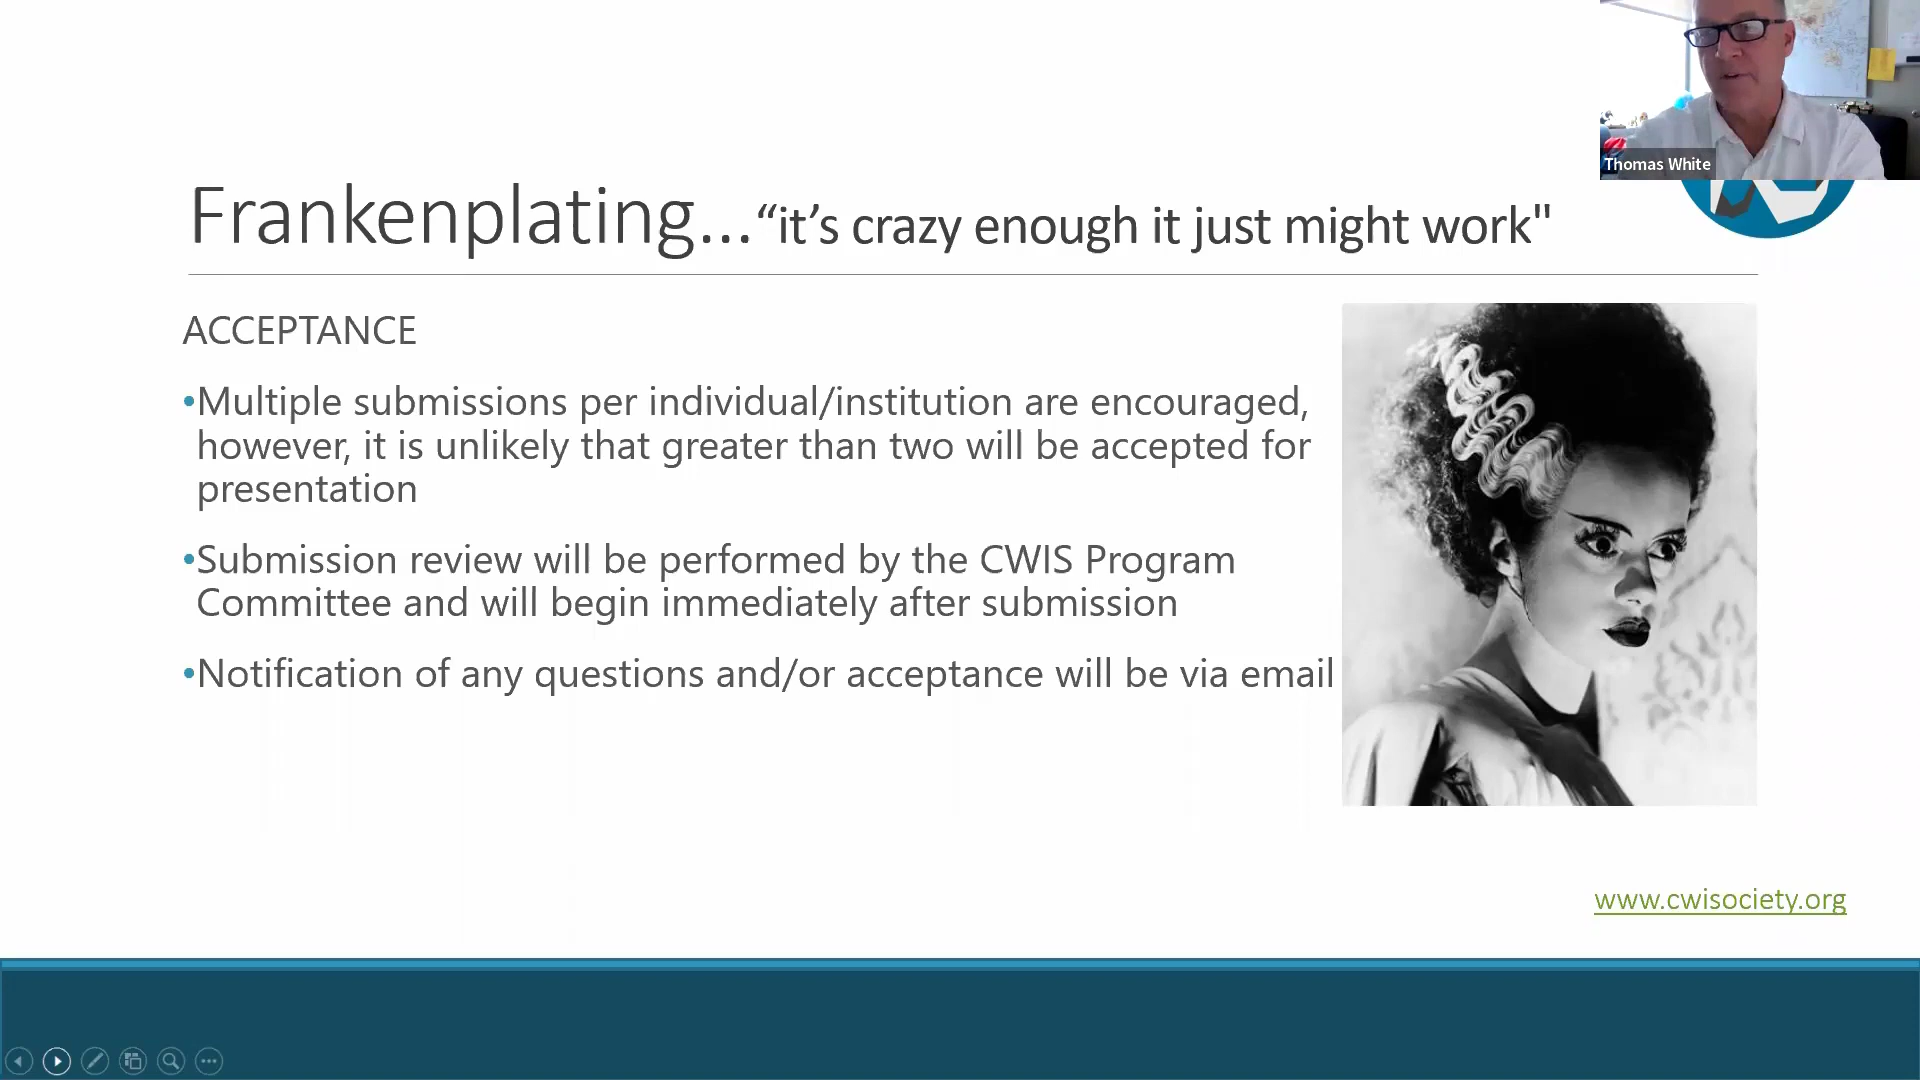 Thomas White
Frankenplating...“it’s crazy enough it just might work"
ACCEPTANCE
•Multiple submissions per individual/institution are encouraged,
however, it is unlikely that greater than two will be accepted for
presentation
•Submission review will be performed by the CWIS Program
Committee and will begin immediately after submission
•Notification of any questions and/or acceptance will be via email
www.cwisociety.org